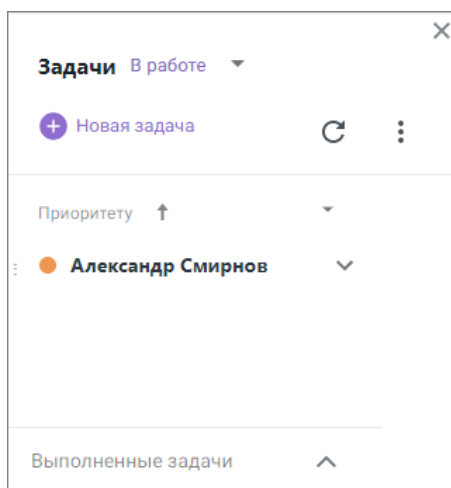 Задачи В работе
Новая задача
Приоритету
Александр Смирнов
Выполненные задачи